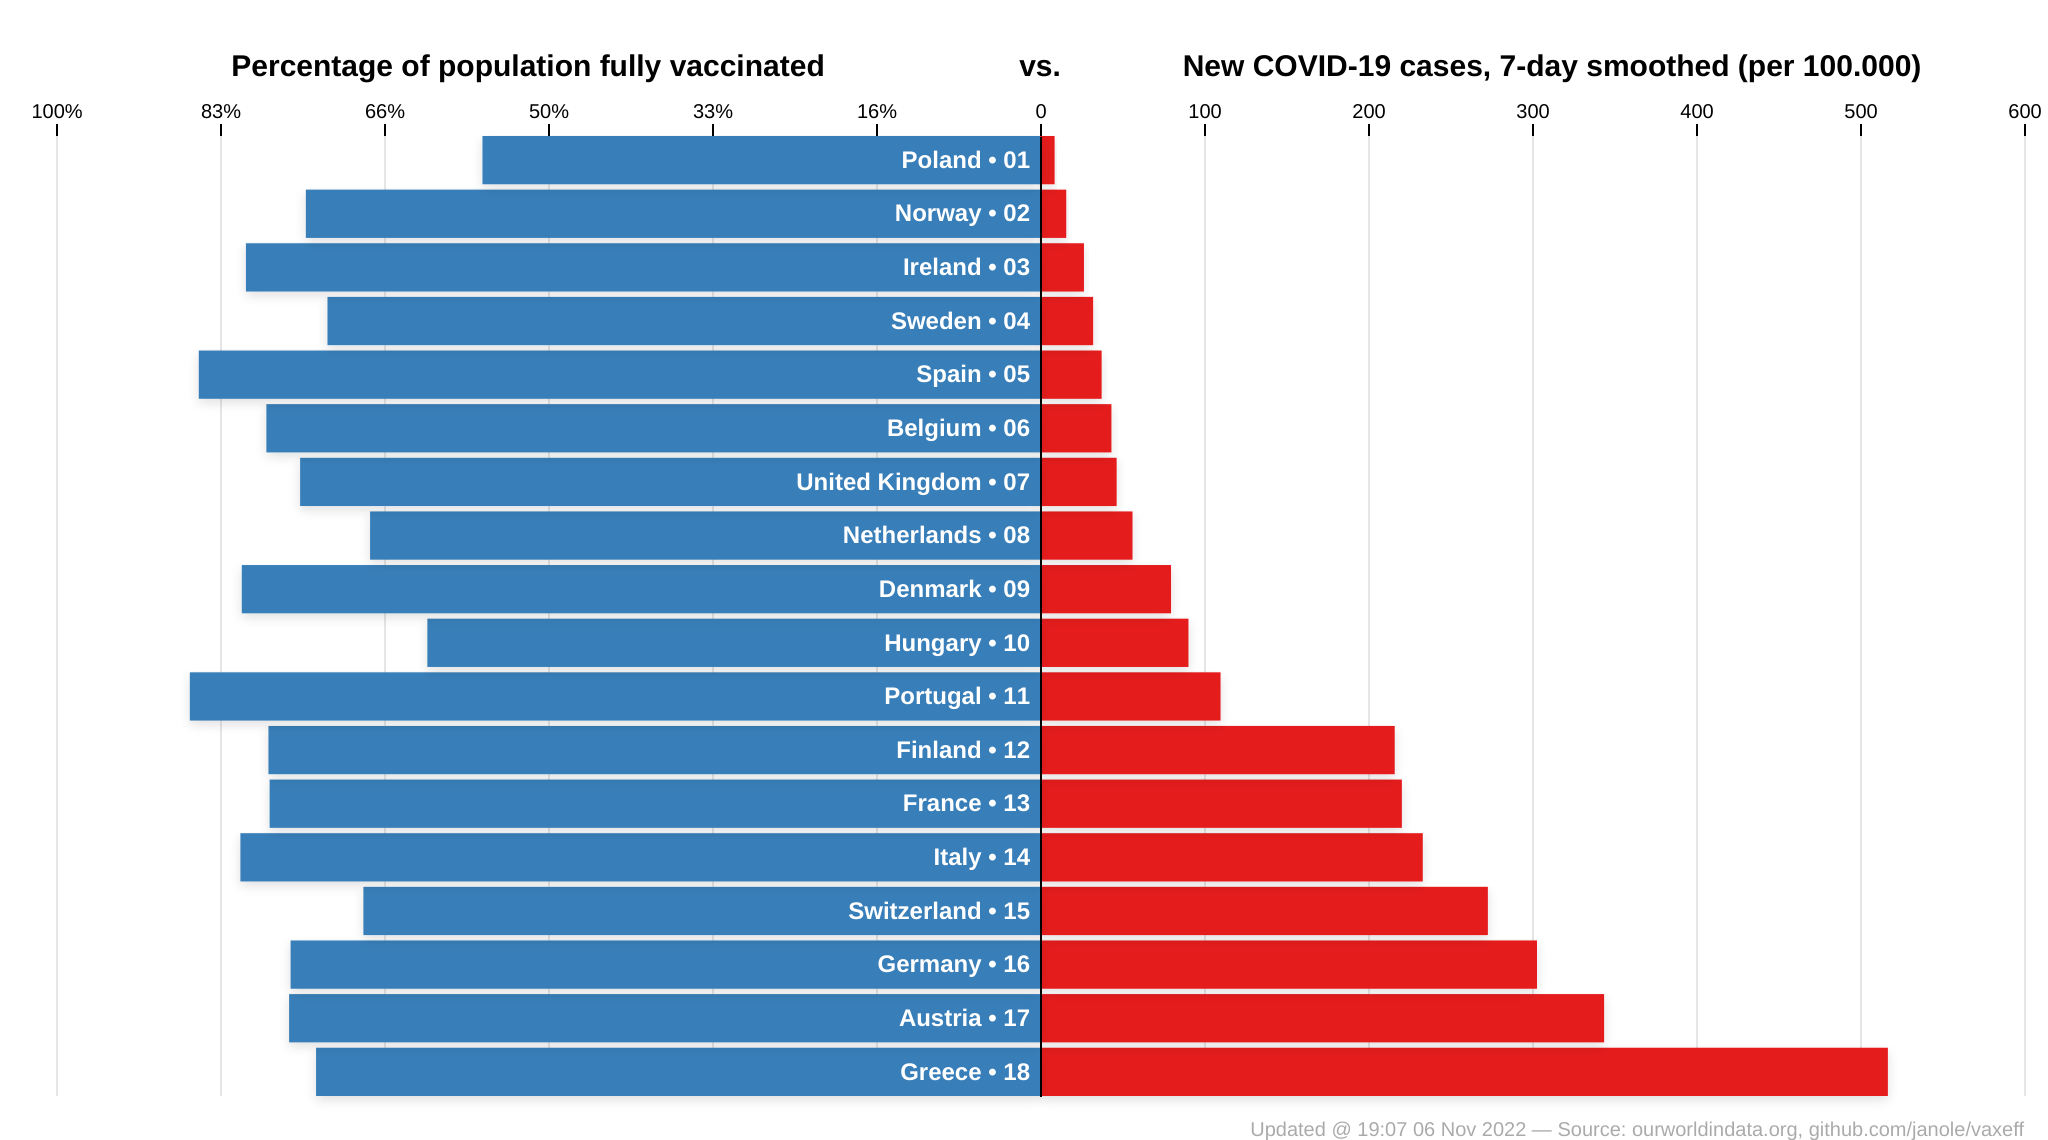 Percentage of population fully vaccinated vs. New COVID-19 cases, 7-day smoothed (per 100.000)
100% 83% 66% 50% 33% 16% 0 100 200 300 400 500 600
Poland • 01
Norway • 02
Ireland • 03
Sweden • 04
Spain • 05
Belgium • 06
United Kingdom • 07
Netherlands • 08
Denmark • 09
Hungary • 10
Portugal • 11
Finland • 12
France • 13
Italy • 14
Switzerland • 15
Germany • 16
Austria • 17
Greece • 18
Updated @ 19:07 06 Nov 2022 — Source: ourworldindata.org, github.com/janole/vaxeff